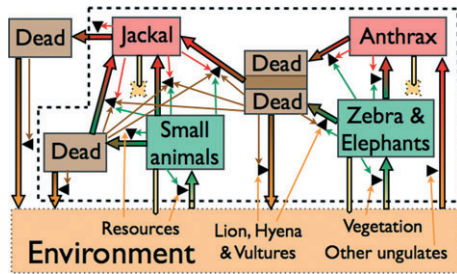 Dead
Jackal
Anthrax
Dead
Dead
Zebra &
Elephants
Small
animals
Dead
Resources
Lion, Hyena
& Vultures
Vegetation
Other ungulates
Environment